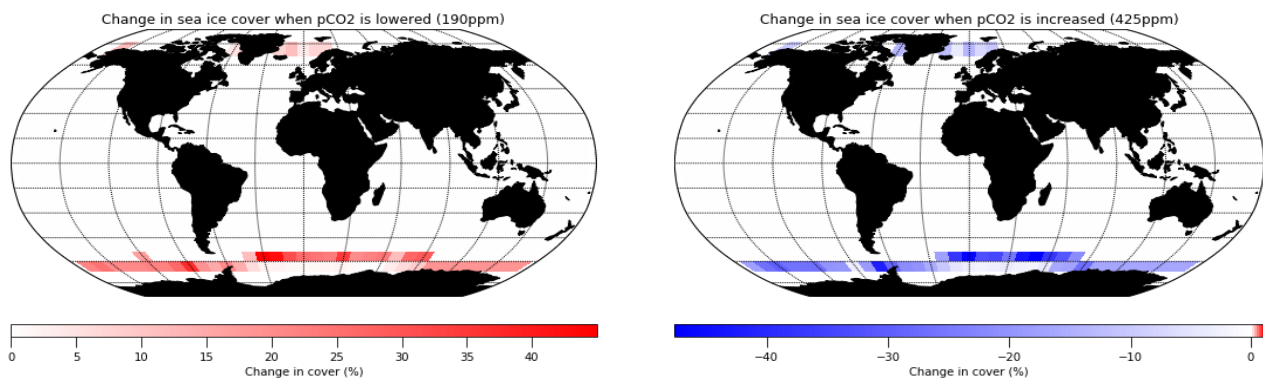 Change in sea ice cover when pCO2 is lowered (190ppm)
Change in sea ice cover when pCO2 is increased (425ppm)
0 5 10 15 20 25 30 35 40
Change in cover (%)
−40 −30 −20 −10 0
Change in cover (%)